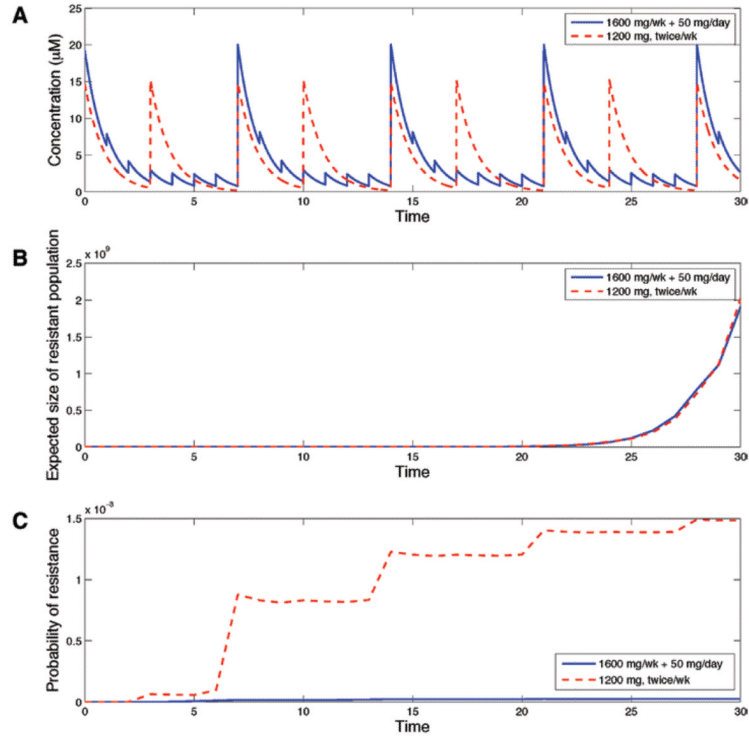 A
25
20
15
10
5
0
Concentration (µM)
0 5 10 15 20 25 30
Time
1600 mg/wk + 50 mg/day
1200 mg, twice/wk
B
x 10⁹
2.5
2
1.5
1
0.5
0
Expected size of resistant population
0 5 10 15 20 25 30
Time
1600 mg/wk + 50 mg/day
1200 mg, twice/wk
C
x 10⁻³
1.5
1
0.5
0
Probability of resistance
0 5 10 15 20 25 30
Time
1600 mg/wk + 50 mg/day
1200 mg, twice/wk